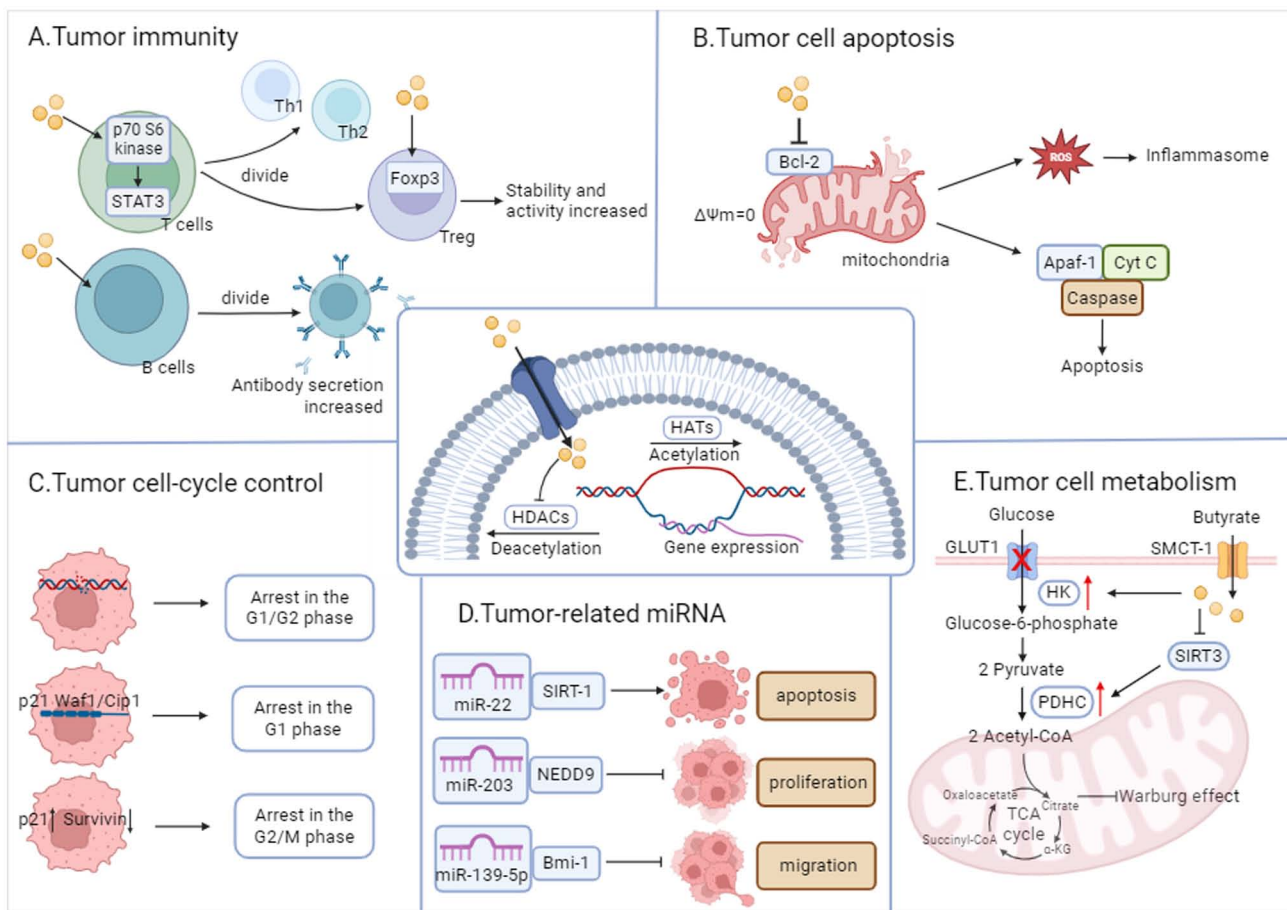 A.Tumor immunity
Th1
Th2
p70 S6
kinase
STAT3
T cells
divide
Foxp3
Treg
Stability and
activity increased
B cells
divide
Antibody secretion
increased
B.Tumor cell apoptosis
Bcl-2
ΔΨm=0
mitochondria
ROS
Inflammasome
Apaf-1
Cyt C
Caspase
Apoptosis
HATs
Acetylation
HDACs
Deacetylation
Gene expression
C.Tumor cell-cycle control
Arrest in the
G1/G2 phase
p21 Waf1/Cip1
Arrest in the
G1 phase
p21 Survivin
Arrest in the
G2/M phase
D.Tumor-related miRNA
miR-22
SIRT-1
apoptosis
miR-203
NEDD9
proliferation
miR-139-5p
Bmi-1
migration
E.Tumor cell metabolism
Glucose
Butyrate
GLUT1
X
SMCT-1
HK
Glucose-6-phosphate
SIRT3
2 Pyruvate
PDHC
2 Acetyl-CoA
Oxaloacetate
Citrate
Warburg effect
TCA
cycle
Succinyl-CoA
α-KG